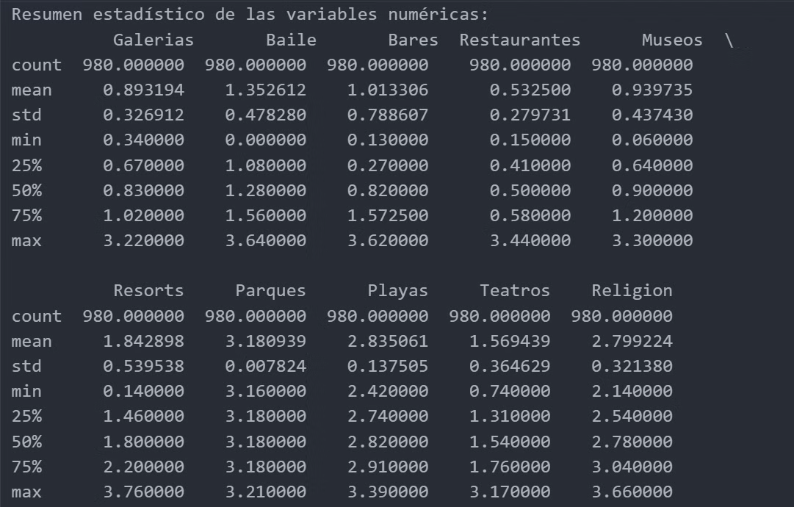 Resumen estadístico de las variables numéricas:
Galerias Baile Bares Restaurantes Museos \
count 980.000000 980.000000 980.000000 980.000000 980.000000
mean 0.893194 1.352612 1.013306 0.532500 0.939735
std 0.326912 0.478280 0.788607 0.279731 0.437430
min 0.340000 0.000000 0.130000 0.150000 0.060000
25% 0.670000 1.080000 0.270000 0.410000 0.640000
50% 0.830000 1.280000 0.820000 0.500000 0.900000
75% 1.020000 1.560000 1.572500 0.580000 1.200000
max 3.220000 3.640000 3.620000 3.440000 3.300000
Resorts Parques Playas Teatros Religion
count 980.000000 980.000000 980.000000 980.000000 980.000000
mean 1.842898 3.180939 2.835061 1.569439 2.799224
std 0.539538 0.007824 0.137505 0.364629 0.321380
min 0.140000 3.160000 2.420000 0.740000 2.140000
25% 1.460000 3.180000 2.740000 1.310000 2.540000
50% 1.800000 3.180000 2.820000 1.540000 2.780000
75% 2.200000 3.180000 2.910000 1.760000 3.040000
max 3.760000 3.210000 3.390000 3.170000 3.660000